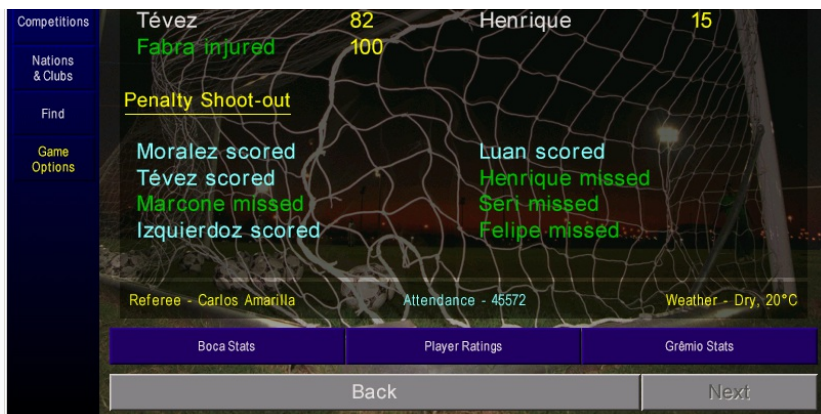 Competitions
Nations
& Clubs
Find
Game
Options
Tévez 82 Henrique 15
Fabra injured 100
Penalty Shoot-out
Moralez scored Luan scored
Tévez scored Henrique missed
Marcone missed Seri missed
Izquierdoz scored Felipe missed
Referee - Carlos Amarilla Attendance - 45572 Weather - Dry, 20°C
Boca Stats Player Ratings Grêmio Stats
Back Next